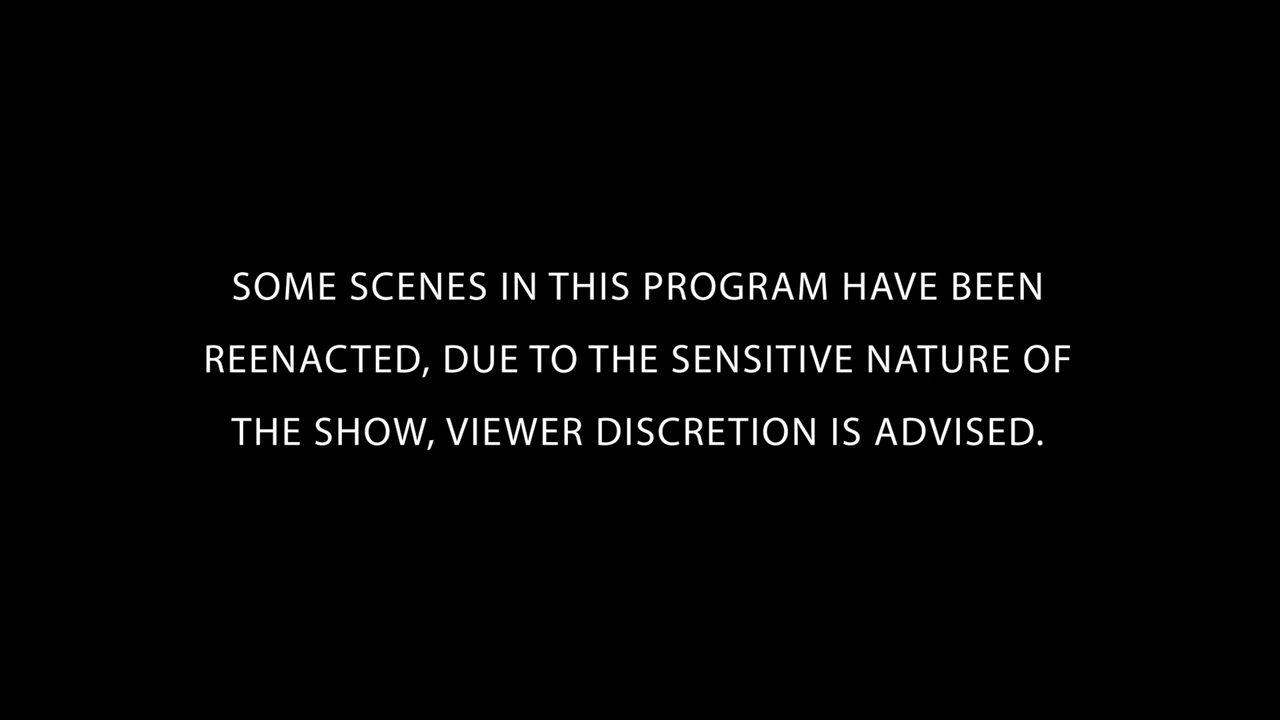 SOME SCENES IN THIS PROGRAM HAVE BEEN
REENACTED, DUE TO THE SENSITIVE NATURE OF
THE SHOW, VIEWER DISCRETION IS ADVISED.